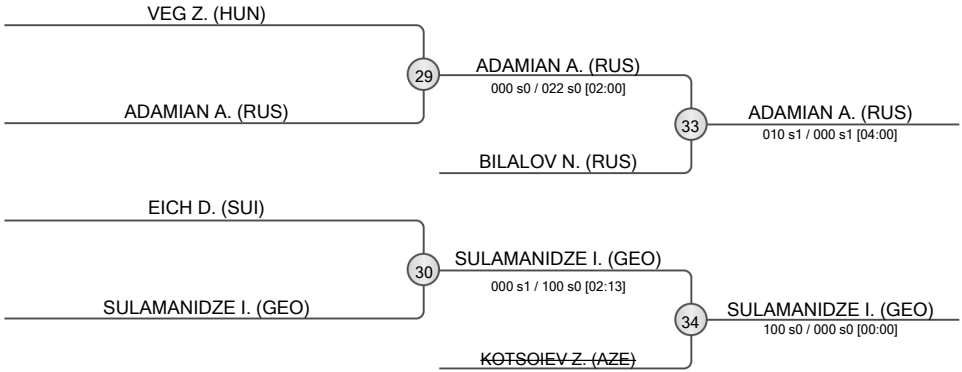 VEG Z. (HUN)
29
ADAMIAN A. (RUS)
000 s0 / 022 s0 [02:00]
ADAMIAN A. (RUS)
33
ADAMIAN A. (RUS)
010 s1 / 000 s1 [04:00]
BILALOV N. (RUS)
EICH D. (SUI)
30
SULAMANIDZE I. (GEO)
000 s1 / 100 s0 [02:13]
SULAMANIDZE I. (GEO)
34
SULAMANIDZE I. (GEO)
100 s0 / 000 s0 [00:00]
KOTSOIEV Z. (AZE)